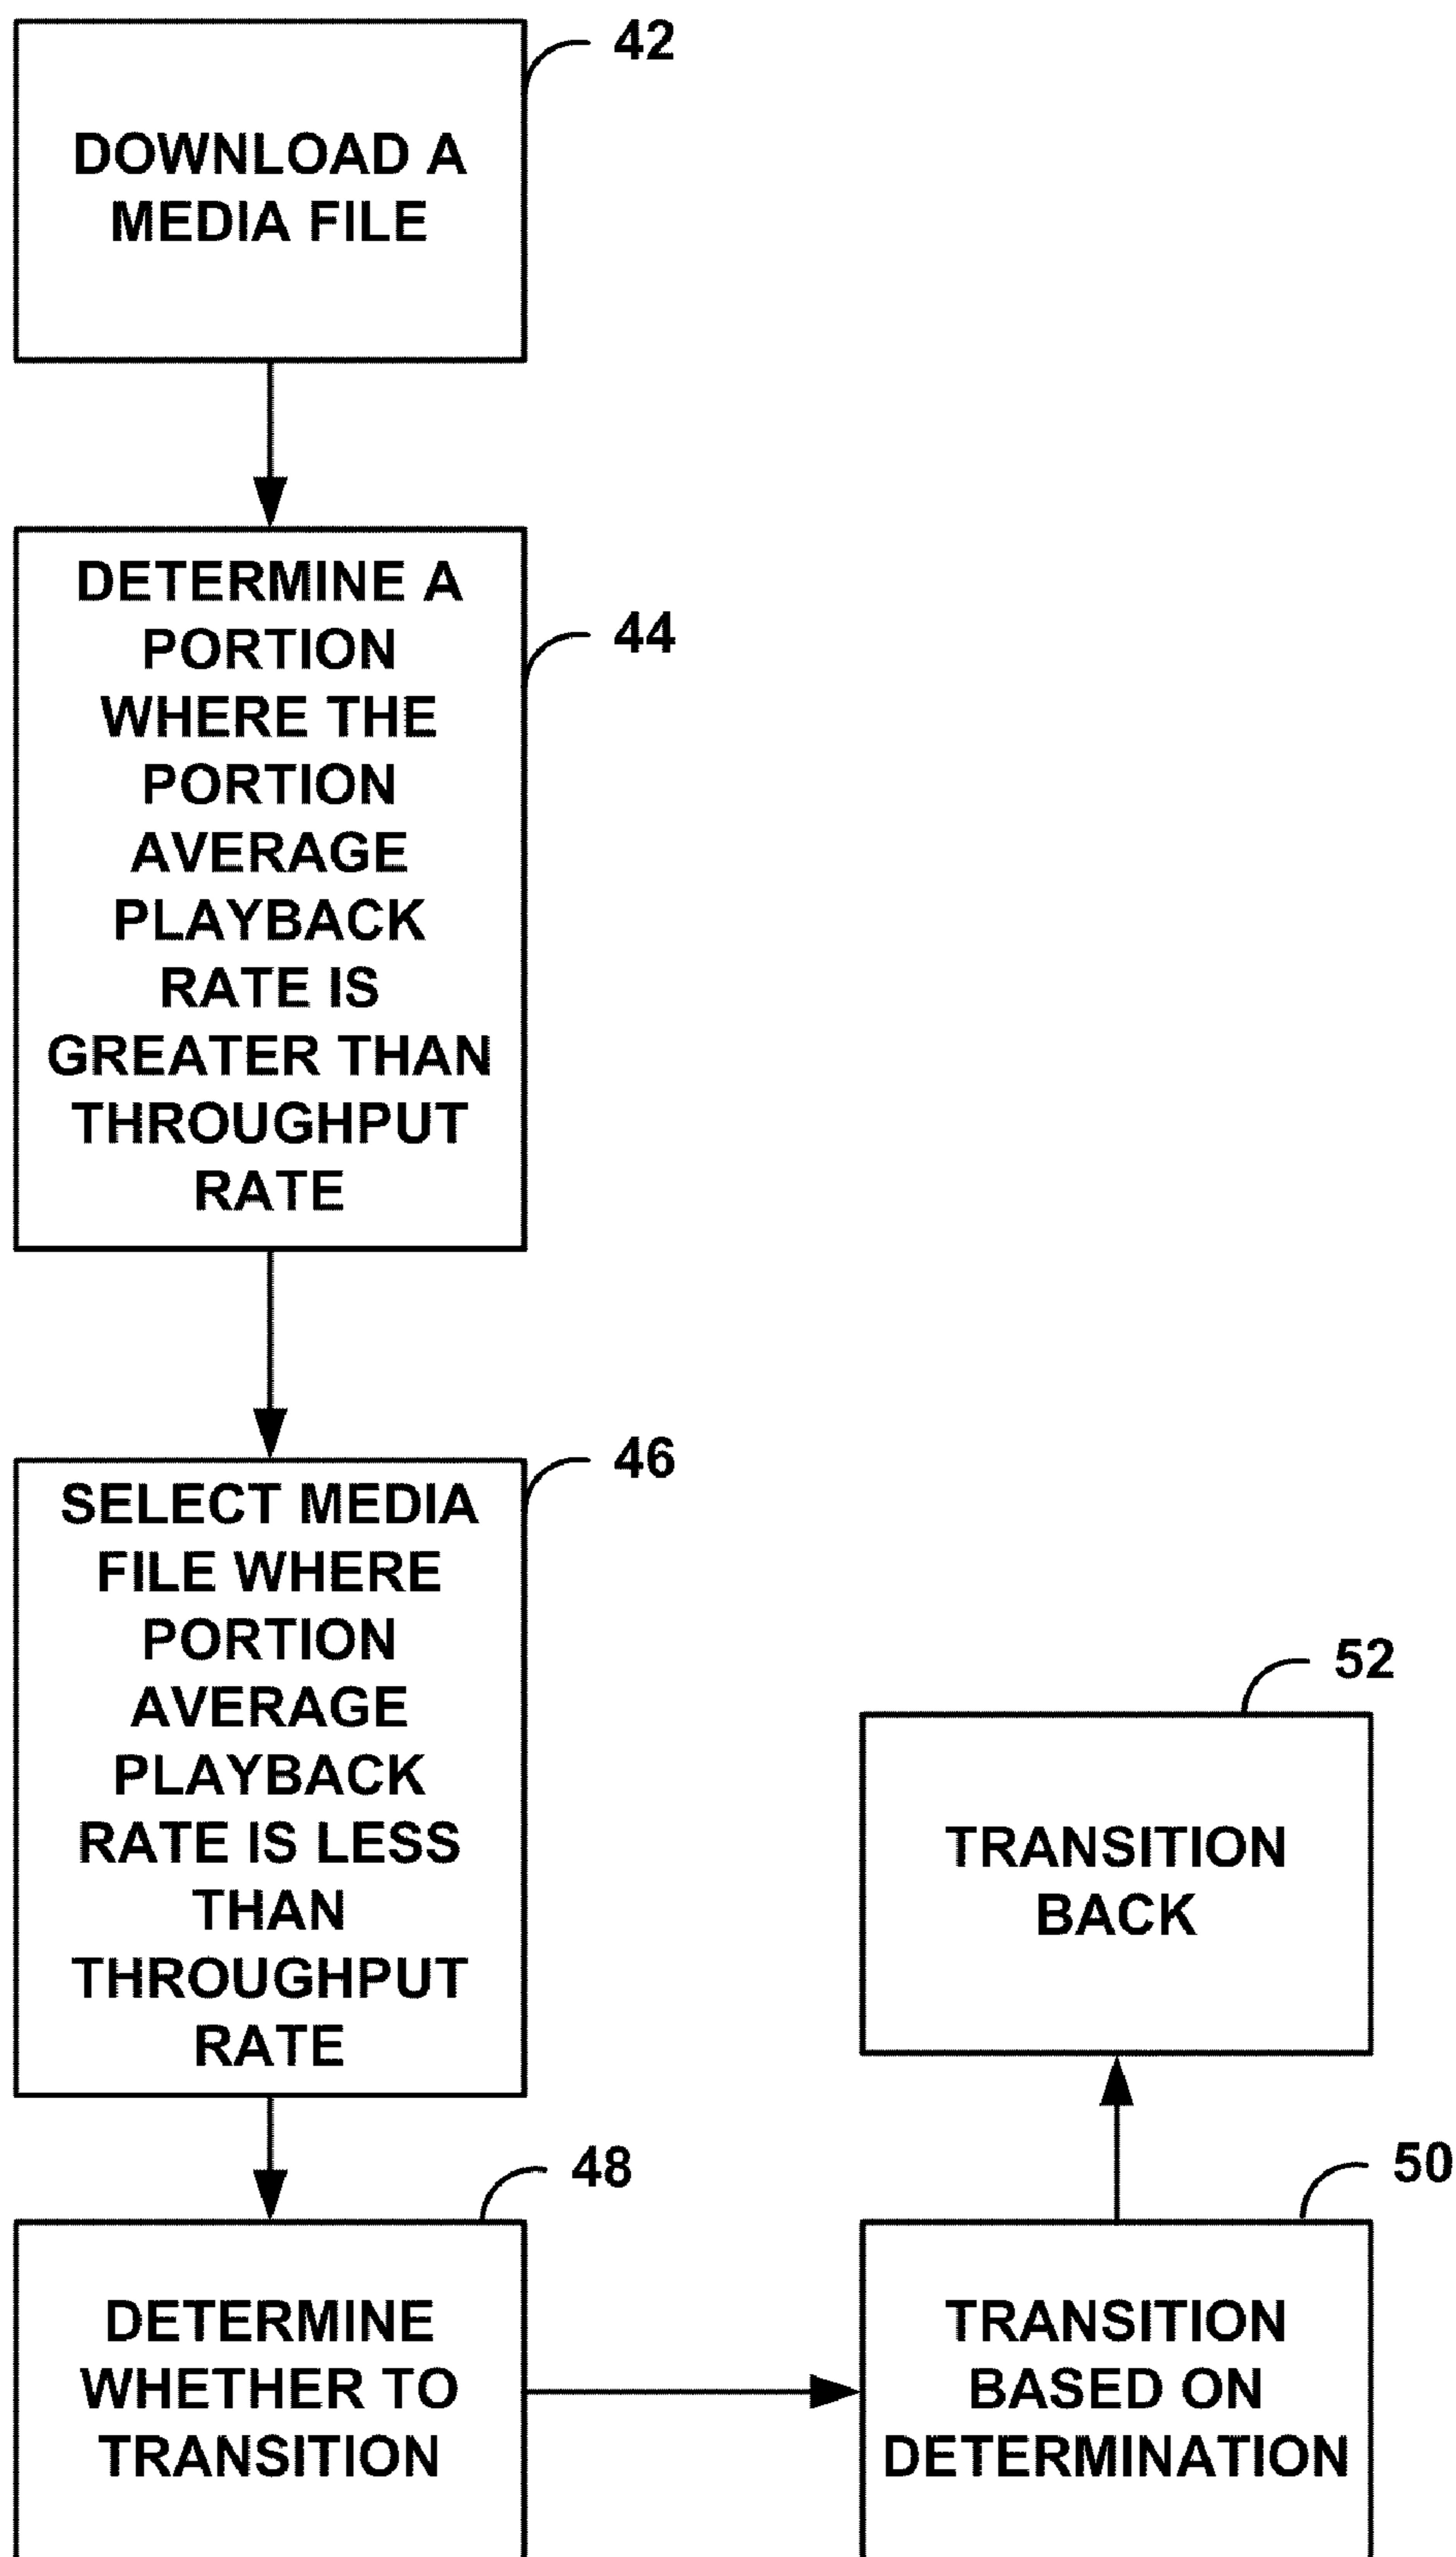 42
DOWNLOAD A
MEDIA FILE
44
DETERMINE A
PORTION
WHERE THE
PORTION
AVERAGE
PLAYBACK
RATE IS
GREATER THAN
THROUGHPUT
RATE
46
SELECT MEDIA
FILE WHERE
PORTION
AVERAGE
PLAYBACK
RATE IS LESS
THAN
THROUGHPUT
RATE
48
DETERMINE
WHETHER TO
TRANSITION
50
TRANSITION
BASED ON
DETERMINATION
52
TRANSITION
BACK